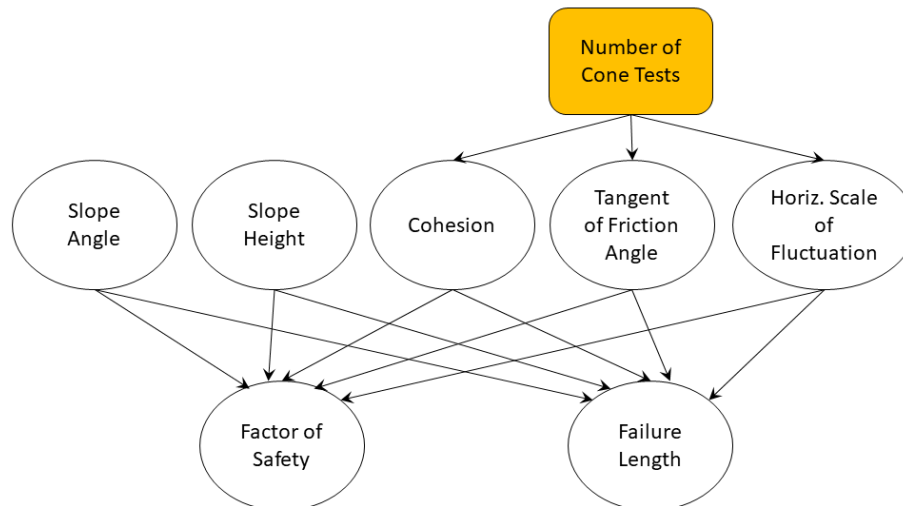 Number of
Cone Tests
Slope
Angle
Slope
Height
Cohesion
Tangent
of Friction
Angle
Horiz. Scale
of
Fluctuation
Factor of
Safety
Failure
Length